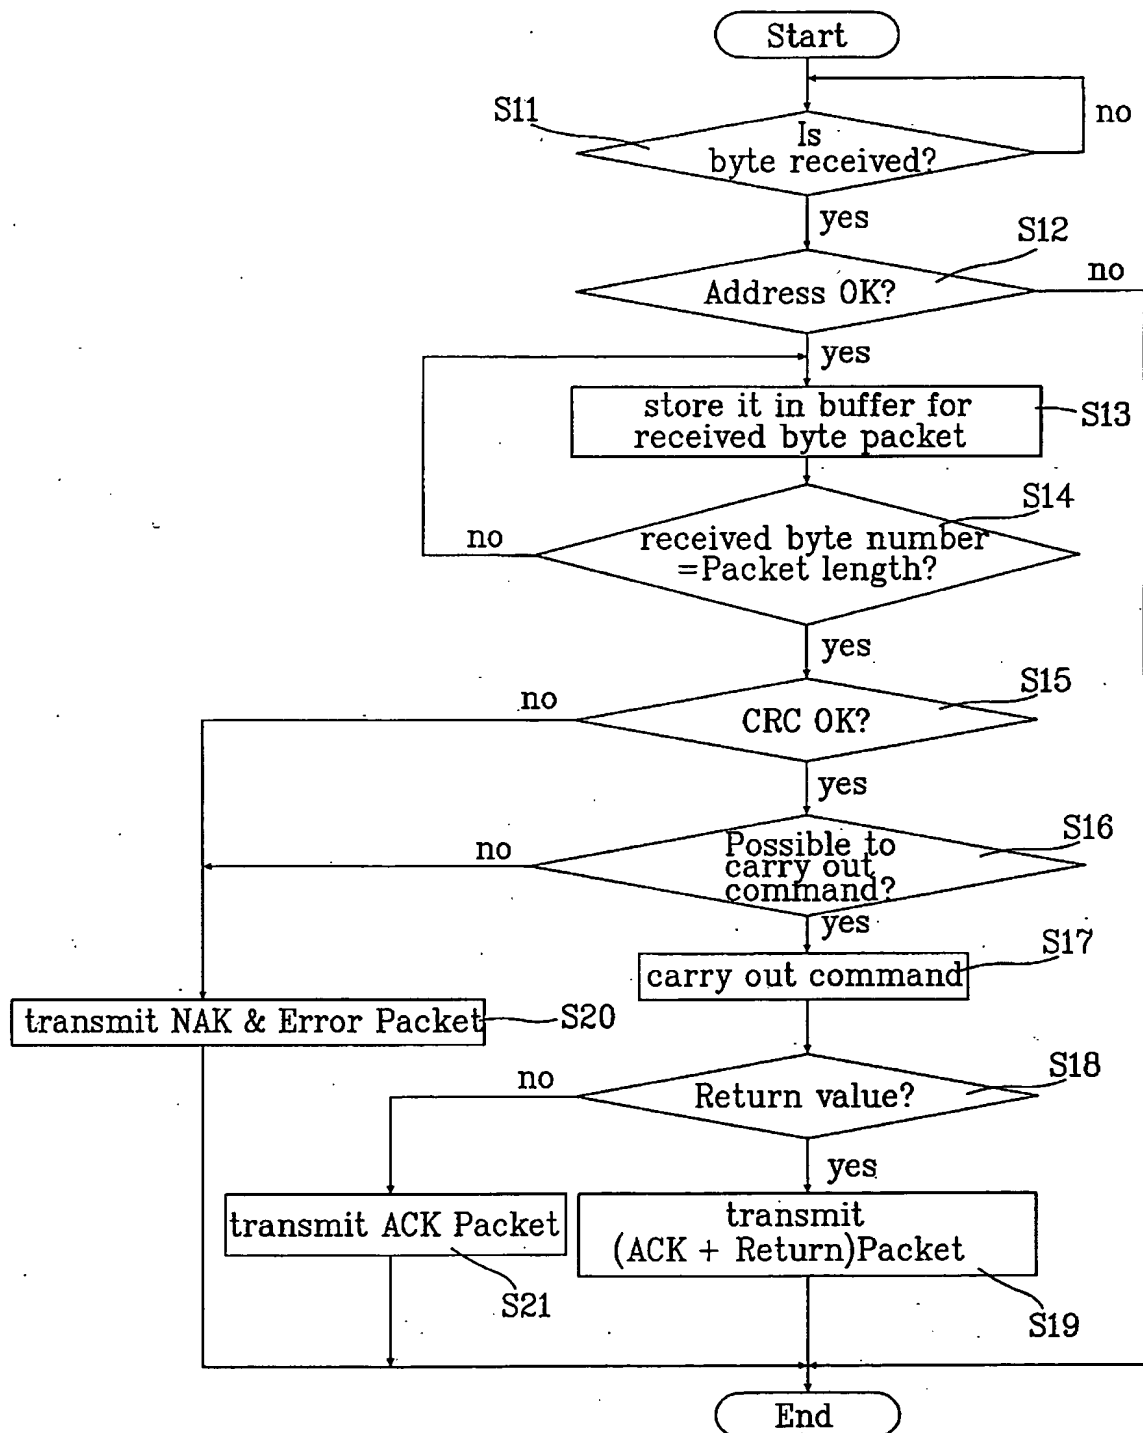 Start
no
S11
Is
byte received?
yes
S12
no
Address OK?
yes
store it in buffer for
received byte packet
S13
S14
no
received byte number
=Packet length?
yes
S15
no
CRC OK?
yes
S16
no
Possible to
carry out
command?
yes
S17
carry out command
transmit NAK & Error Packet
S20
S18
no
Return value?
yes
transmit ACK Packet
transmit
(ACK + Return)Packet
S21
S19
End